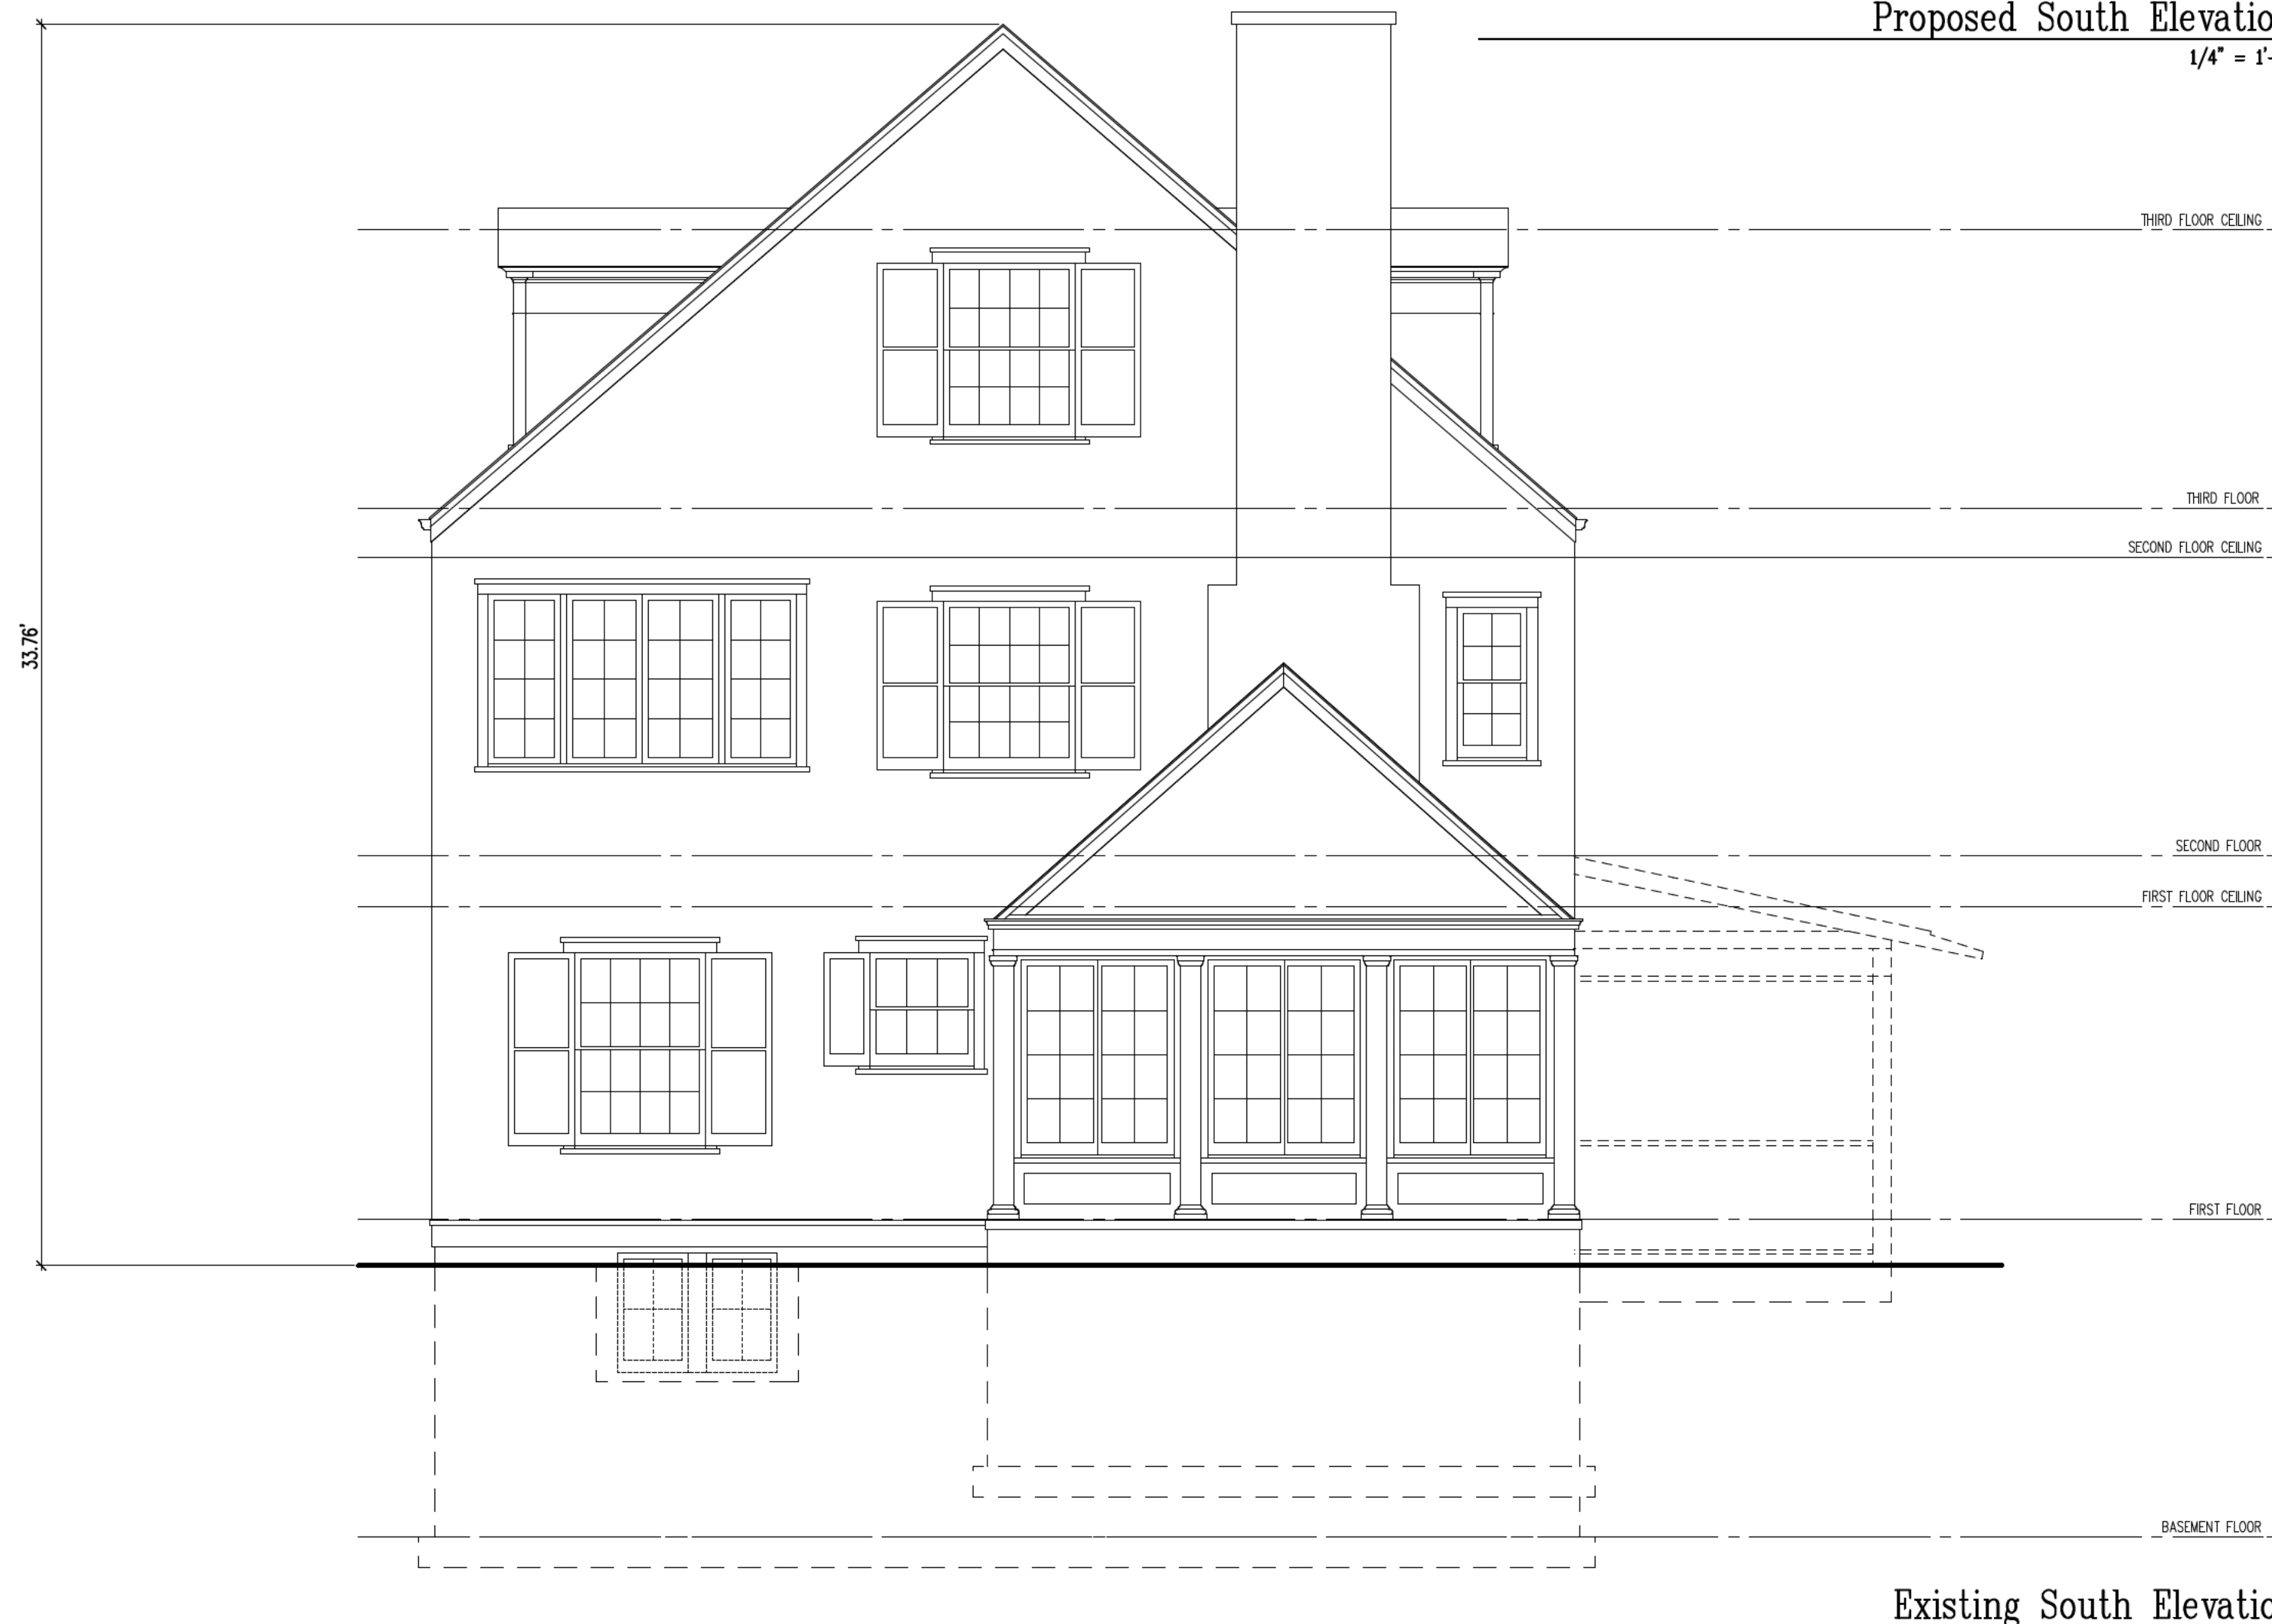 Proposed South Elevatio
1/4" = 1'-
THIRD FLOOR CEILING
THIRD FLOOR
SECOND FLOOR CEILING
33.76'
SECOND FLOOR
FIRST FLOOR CEILING
FIRST FLOOR
BASEMENT FLOOR
Existing South Elevatio